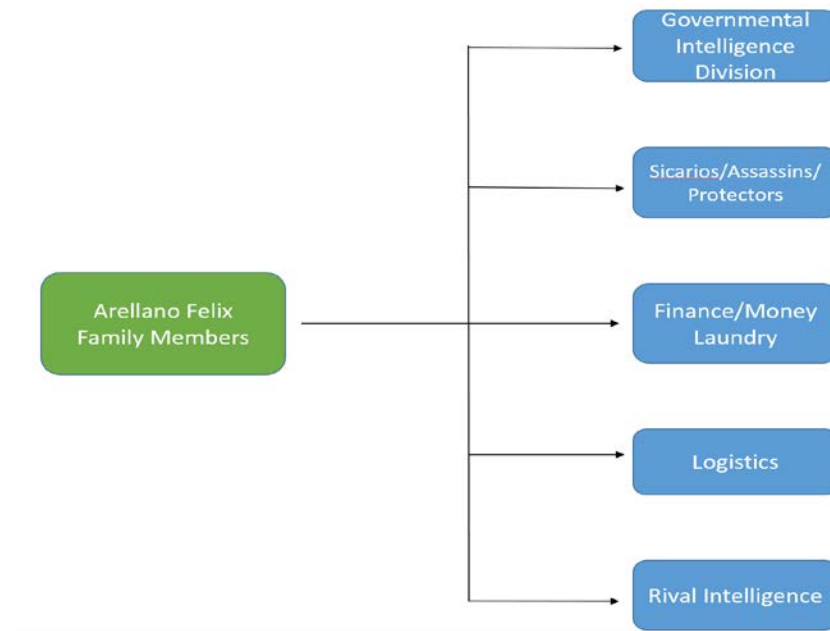 Governmental
Intelligence
Division
Sicarios/Assassins/
Protectors
Arellano Felix
Family Members
Finance/Money
Laundry
Logistics
Rival Intelligence